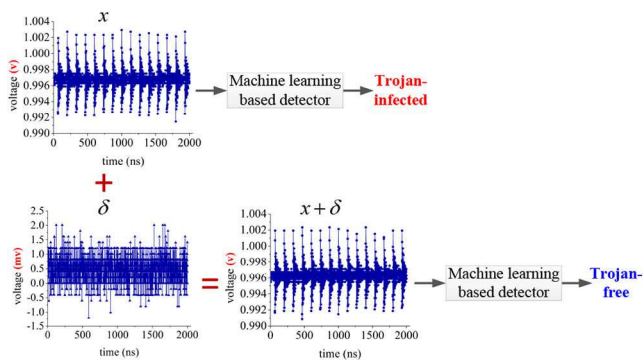 x
1.004
1.002
1.000
0.998
0.996
0.994
0.992
0.990
voltage (v)
0 500 1000 1500 2000
time (ns)
Machine learning
based detector
Trojan-
infected
+
δ
2.5
2.0
1.5
1.0
0.5
0.0
-0.5
-1.0
-1.5
voltage (mv)
0 500 1000 1500 2000
time (ns)
=
x + δ
1.004
1.002
1.000
0.998
0.996
0.994
0.992
0.990
voltage (v)
0 500 1000 1500 2000
time (ns)
Machine learning
based detector
Trojan-
free